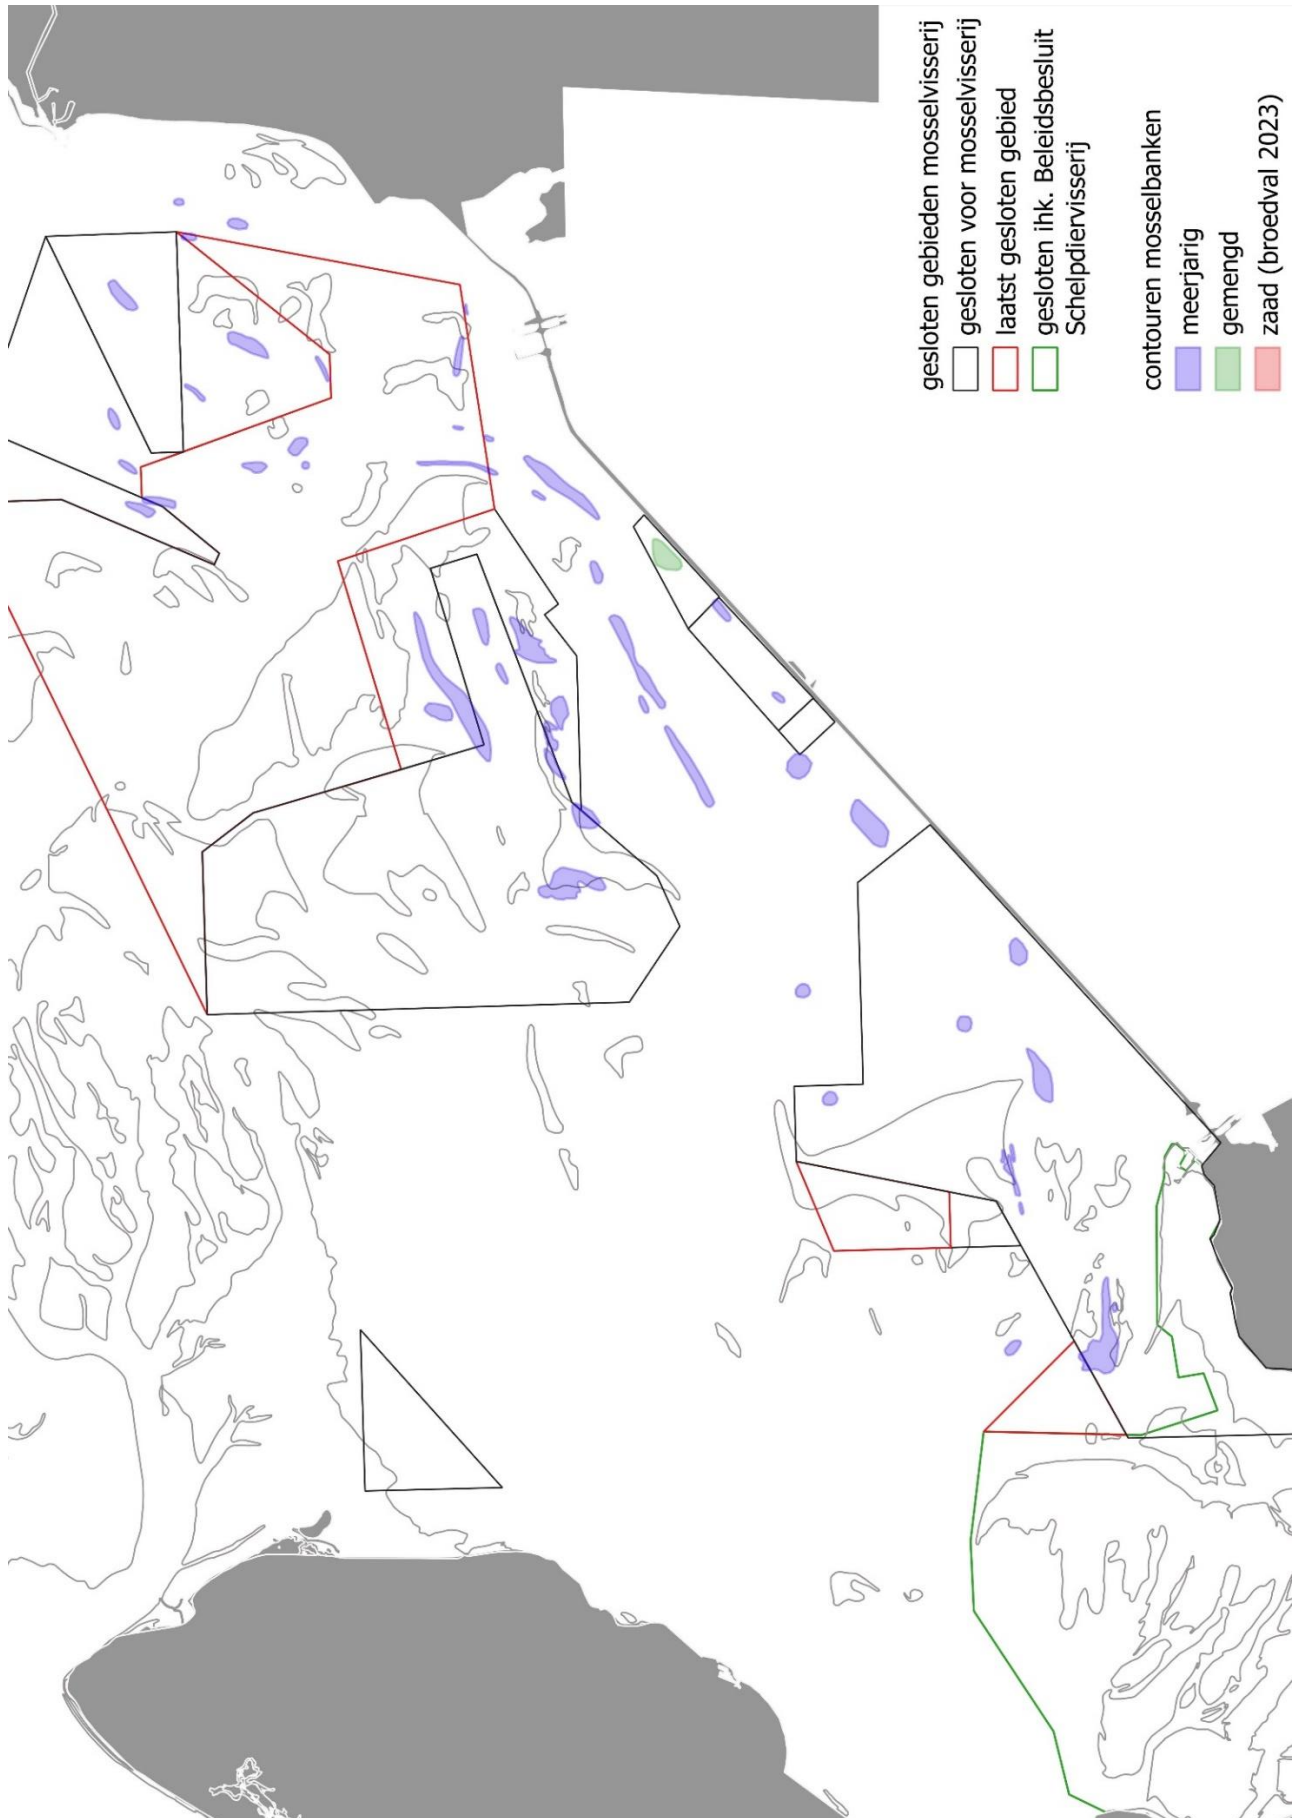 gesloten gebieden mosselvisserij
gesloten voor mosselvisserij
laatst gesloten gebied
gesloten ihk. Beleidsbesluit
Schelpdiervisserij
contouren mosselbanken
meerjarig
gemengd
zaad (broedval 2023)